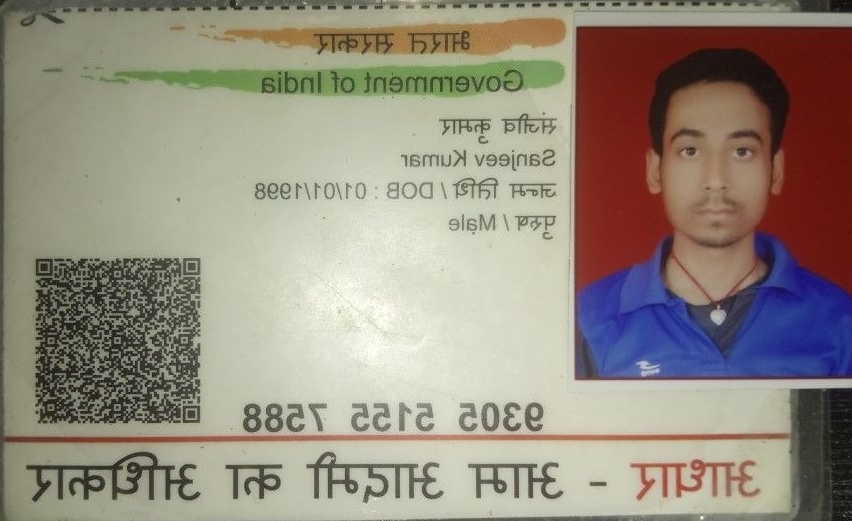 भारत सरकार
Government of India
संजीव कुमार
Sanjeev Kumar
जन्म तिथि / DOB : 01/01/1998
पुरुष / Male
9305 5155 7588
आधार - आम आदमी का अधिकार